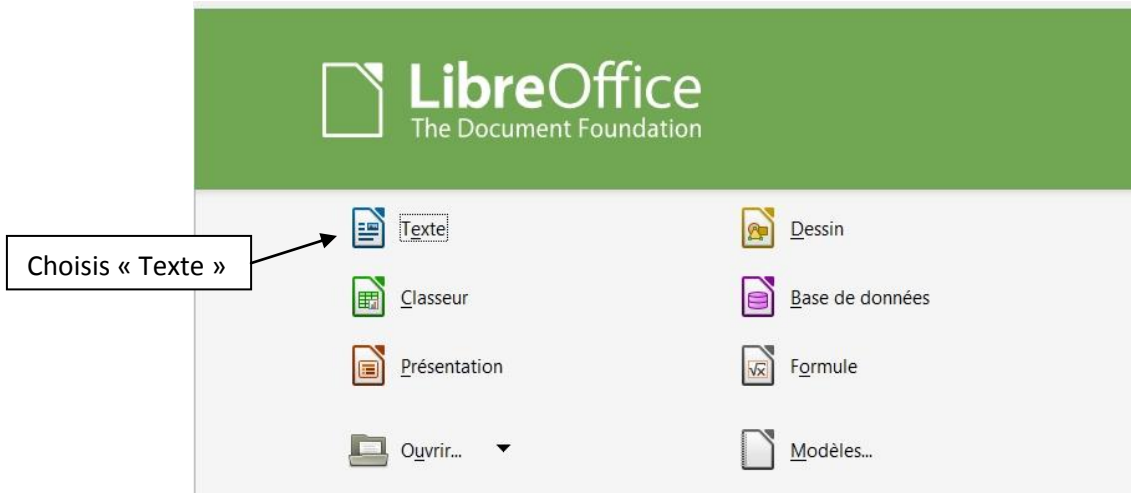 LibreOffice
The Document Foundation
Choisis « Texte »
Texte
Dessin
Classeur
Base de données
Présentation
Formule
Ouvrir...
Modèles...